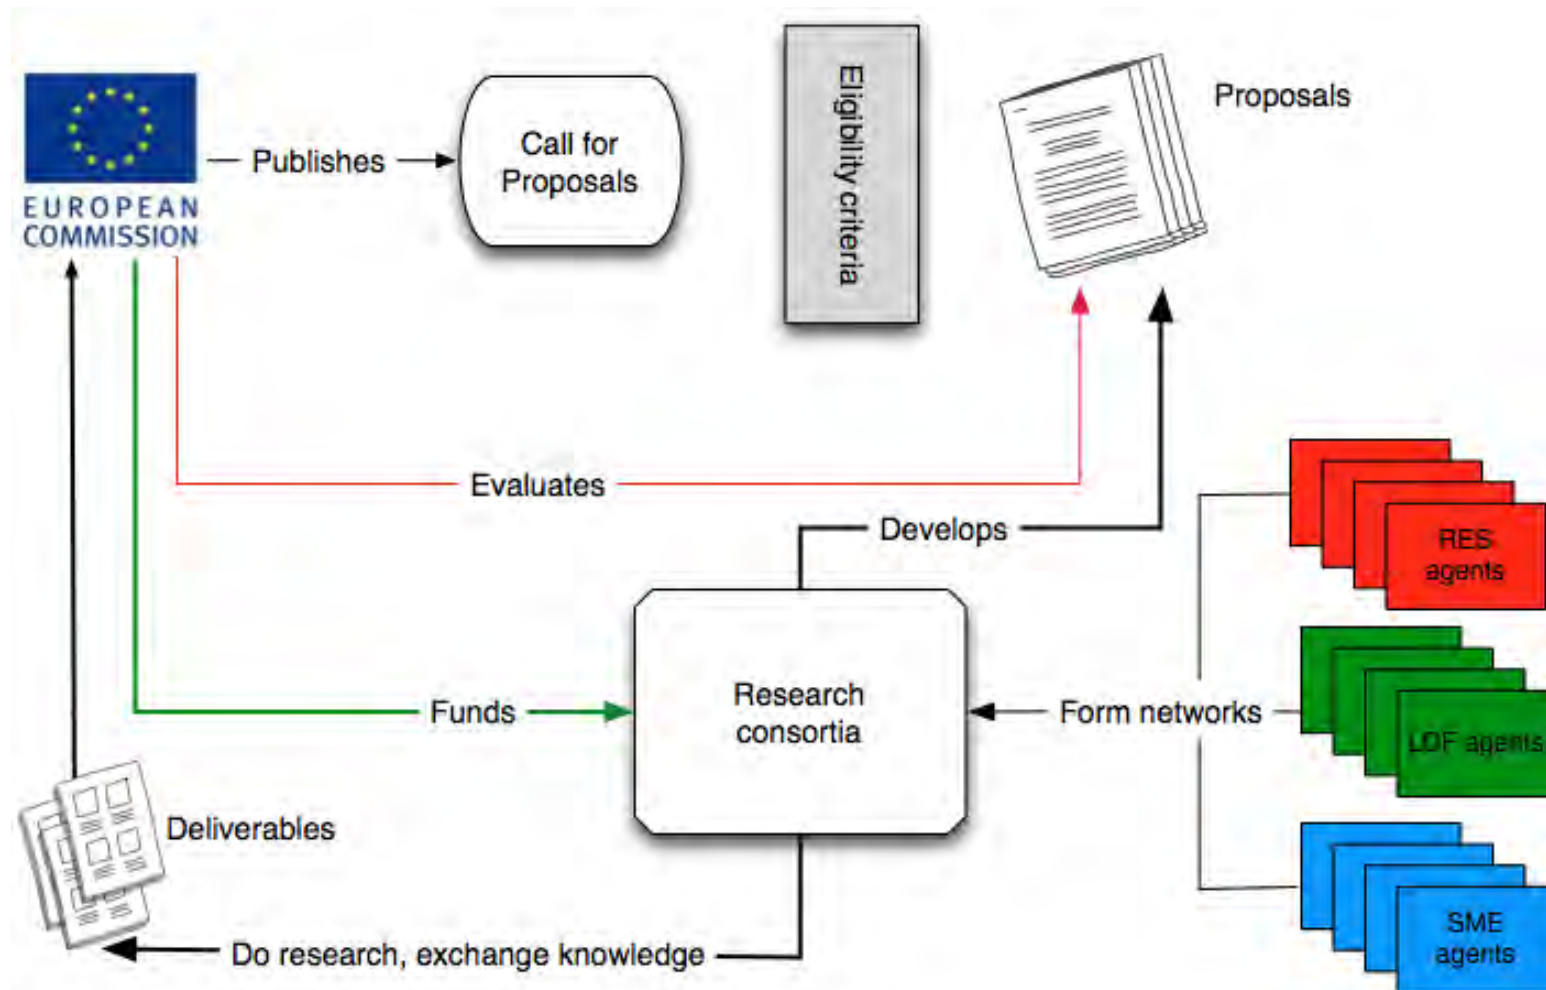 EUROPEAN
COMMISSION
Publishes
Call for
Proposals
Eligibility criteria
Proposals
Evaluates
Develops
RES
agents
Research
consortia
Funds
Form networks
LDF agents
Deliverables
Do research, exchange knowledge
SME
agents